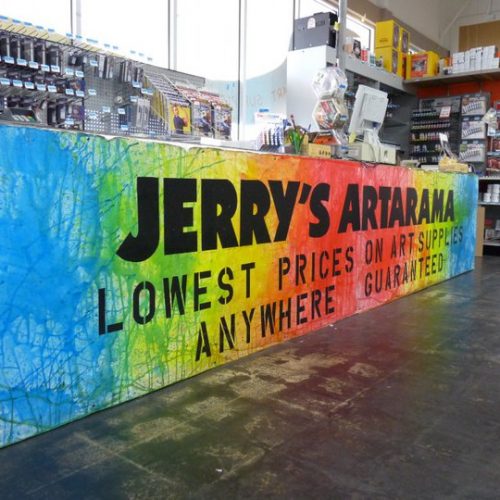 JERRY'S ARTARAMA
LOWEST PRICES ON ART SUPPLIES
ANYWHERE GUARANTEED